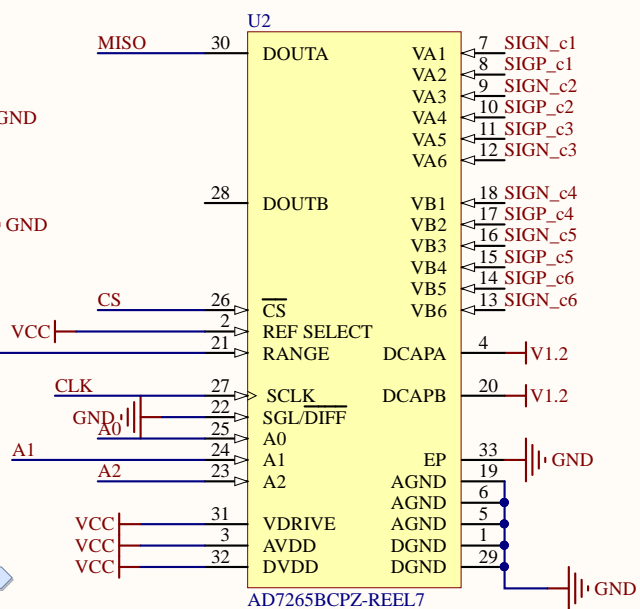 U2
MISO 30 DOUTA VA1 7 SIGN_c1
VA2 8 SIGP_c1
VA3 9 SIGN_c2
GND VA4 10 SIGP_c2
VA5 11 SIGP_c3
VA6 12 SIGN_c3
28 DOUTB VB1 18 SIGN_c4
GND VB2 17 SIGP_c4
VB3 16 SIGN_c5
VB4 15 SIGP_c5
VB5 14 SIGP_c6
CS 26 CS VB6 13 SIGN_c6
VCC 2 REF SELECT
21 RANGE DCAPA 4 V1.2
CLK 27 SCLK DCAPB 20 V1.2
GND 22 SGL/DIFF
A0 25 A0
A1 24 A1 EP 33 GND
A2 23 A2 AGND 19
AGND 6
VCC 31 VDRIVE AGND 5
VCC 3 AVDD DGND 1
VCC 32 DVDD DGND 29
GND
AD7265BCPZ-REEL7